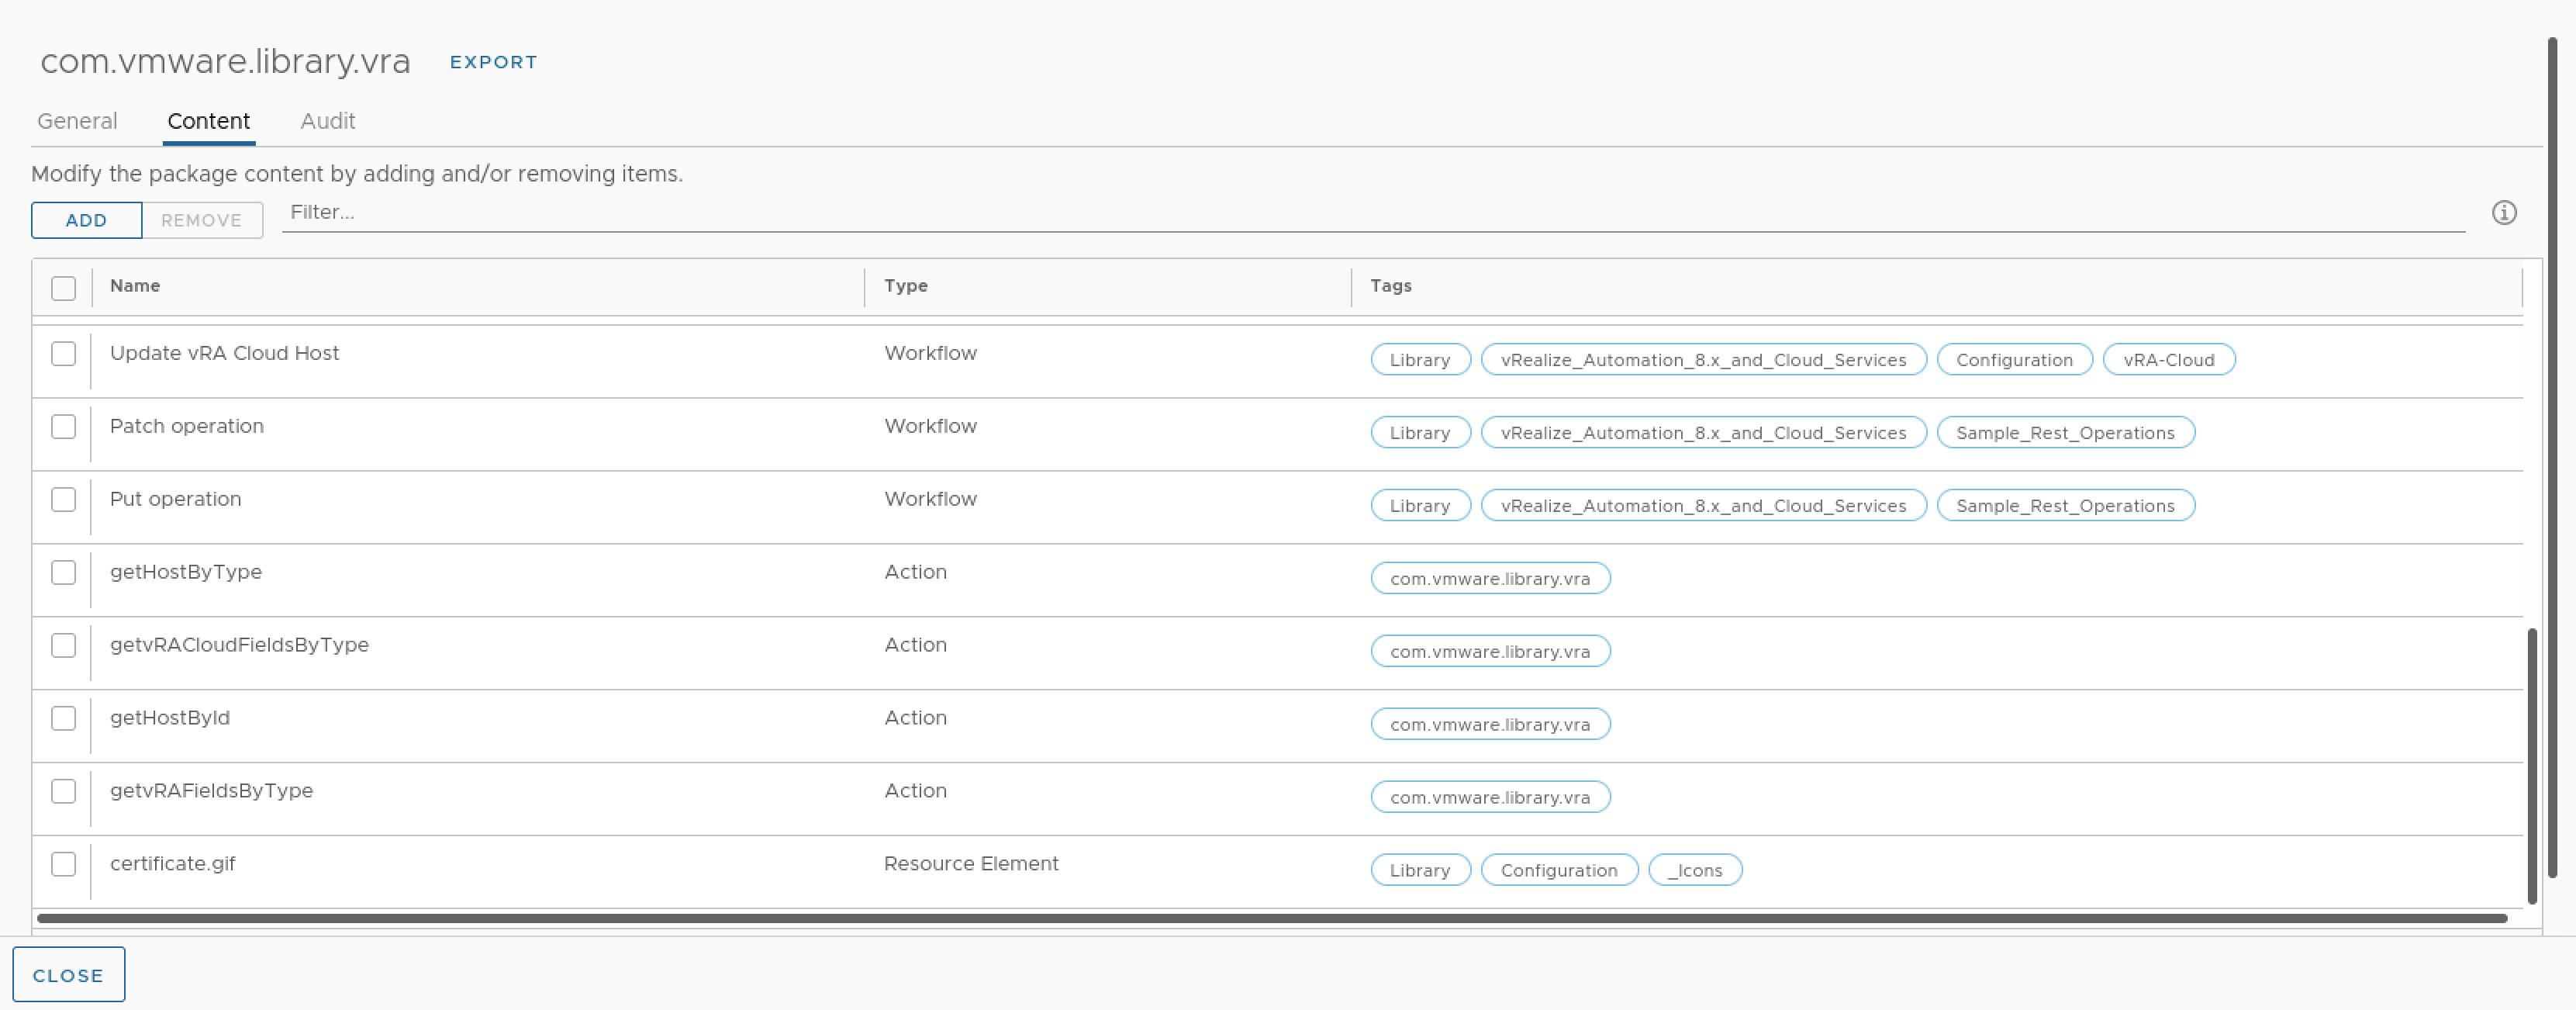 com.vmware.library.vra EXPORT
General Content Audit
Modify the package content by adding and/or removing items.
ADD REMOVE Filter...
Name Type Tags
Update vRA Cloud Host Workflow Library vRealize_Automation_8.x_and_Cloud_Services Configuration vRA-Cloud
Patch operation Workflow Library vRealize_Automation_8.x_and_Cloud_Services Sample_Rest_Operations
Put operation Workflow Library vRealize_Automation_8.x_and_Cloud_Services Sample_Rest_Operations
getHostByType Action com.vmware.library.vra
getvRACloudFieldsByType Action com.vmware.library.vra
getHostById Action com.vmware.library.vra
getvRAFieldsByType Action com.vmware.library.vra
certificate.gif Resource Element Library Configuration _Icons
CLOSE